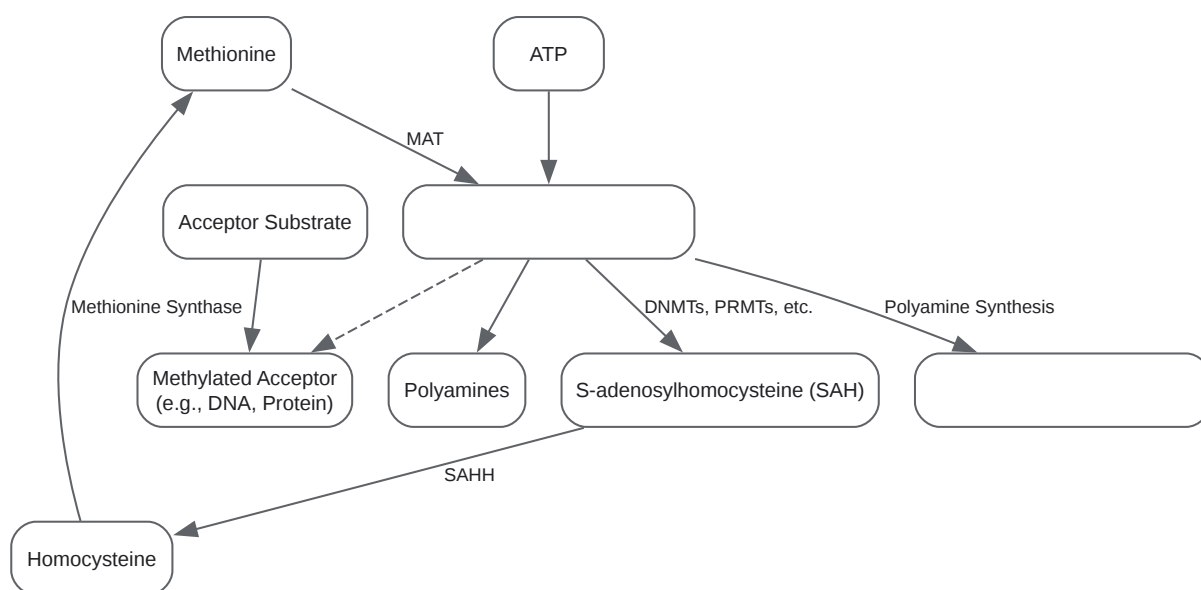 Methionine
ATP
MAT
Acceptor Substrate
Methionine Synthase
DNMTs, PRMTs, etc.
Polyamine Synthesis
Methylated Acceptor
(e.g., DNA, Protein)
Polyamines
S-adenosylhomocysteine (SAH)
SAHH
Homocysteine